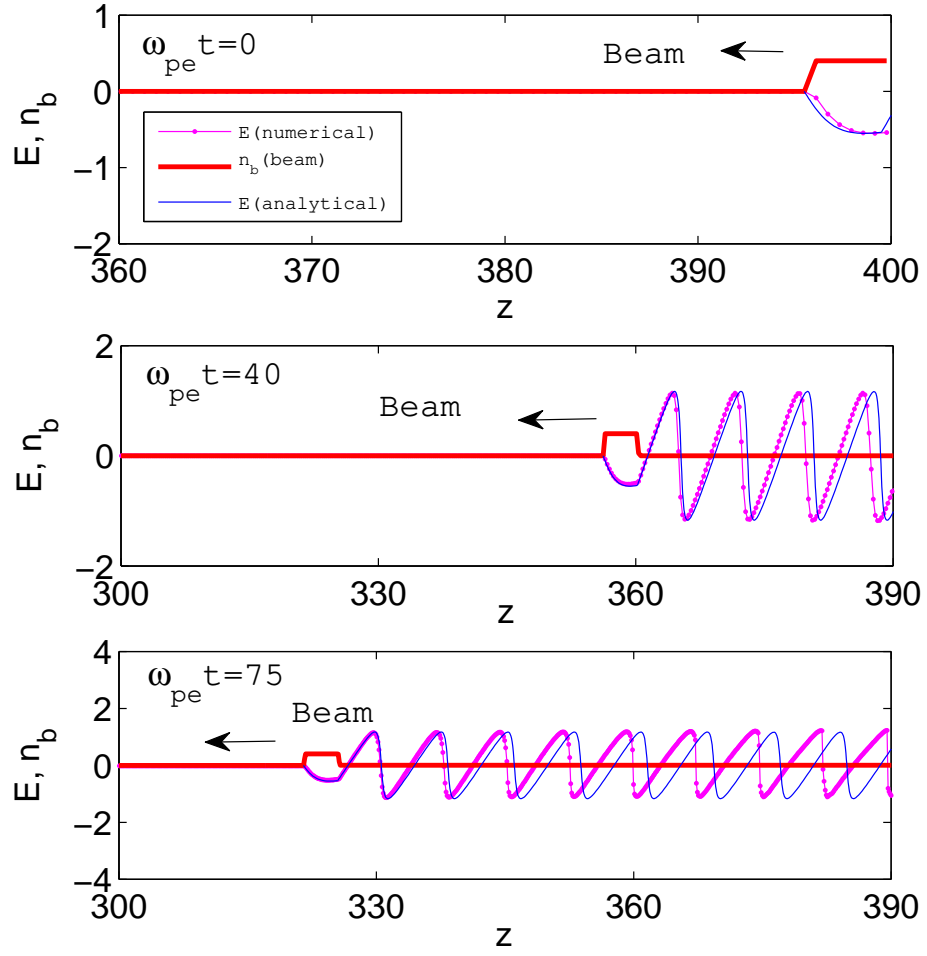 1
0
−1
−2
E, n_b
ω_pe t=0
Beam
E(numerical)
n_b(beam)
E(analytical)
360
370
380
390
400
z
2
0
−2
E, n_b
ω_pe t=40
Beam
300
330
360
390
z
4
2
0
−2
−4
E, n_b
ω_pe t=75
Beam
300
330
360
390
z